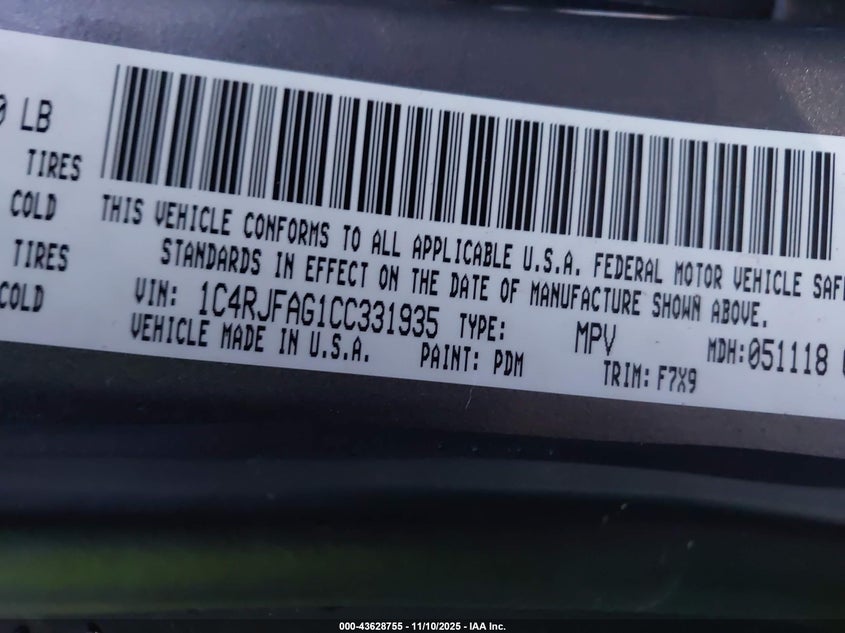 0 LB
TIRES
COLD
TIRES
COLD
THIS VEHICLE CONFORMS TO ALL APPLICABLE U.S.A. FEDERAL MOTOR VEHICLE SAF
STANDARDS IN EFFECT ON THE DATE OF MANUFACTURE SHOWN ABOVE.
VIN: 1C4RJFAG1CC331935 TYPE: MPV MDH:051118
VEHICLE MADE IN U.S.A. PAINT: PDM TRIM: F7X9
000-43628755 - 11/10/2025 - IAA Inc.